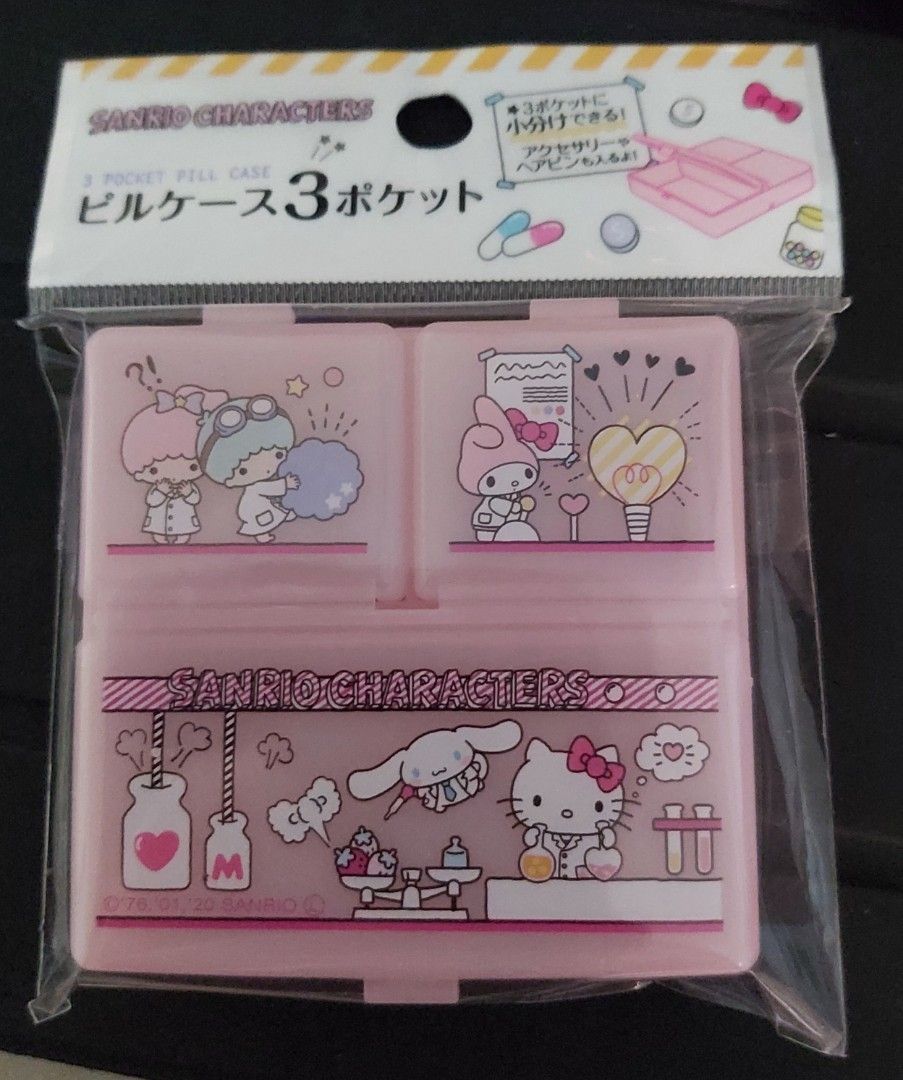 SANRIO CHARACTERS
3 POCKET PILL CASE
ピルケース3ポケット
★3ポケットに
小分けできる!
アクセサリーや
ヘアピンも入るよ!
?!
SANRIO CHARACTERS
M
©'76,'01,'20 SANRIO Ⓛ